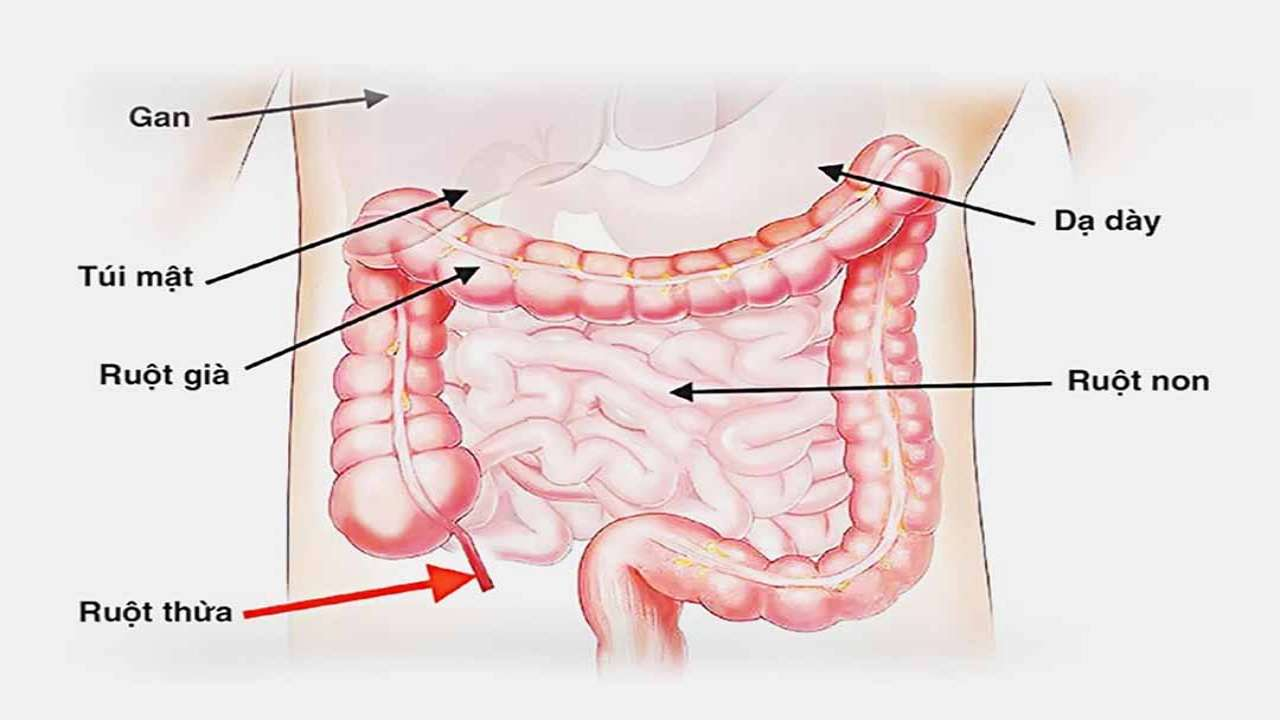 Gan
Túi mật
Ruột già
Ruột thừa
Dạ dày
Ruột non